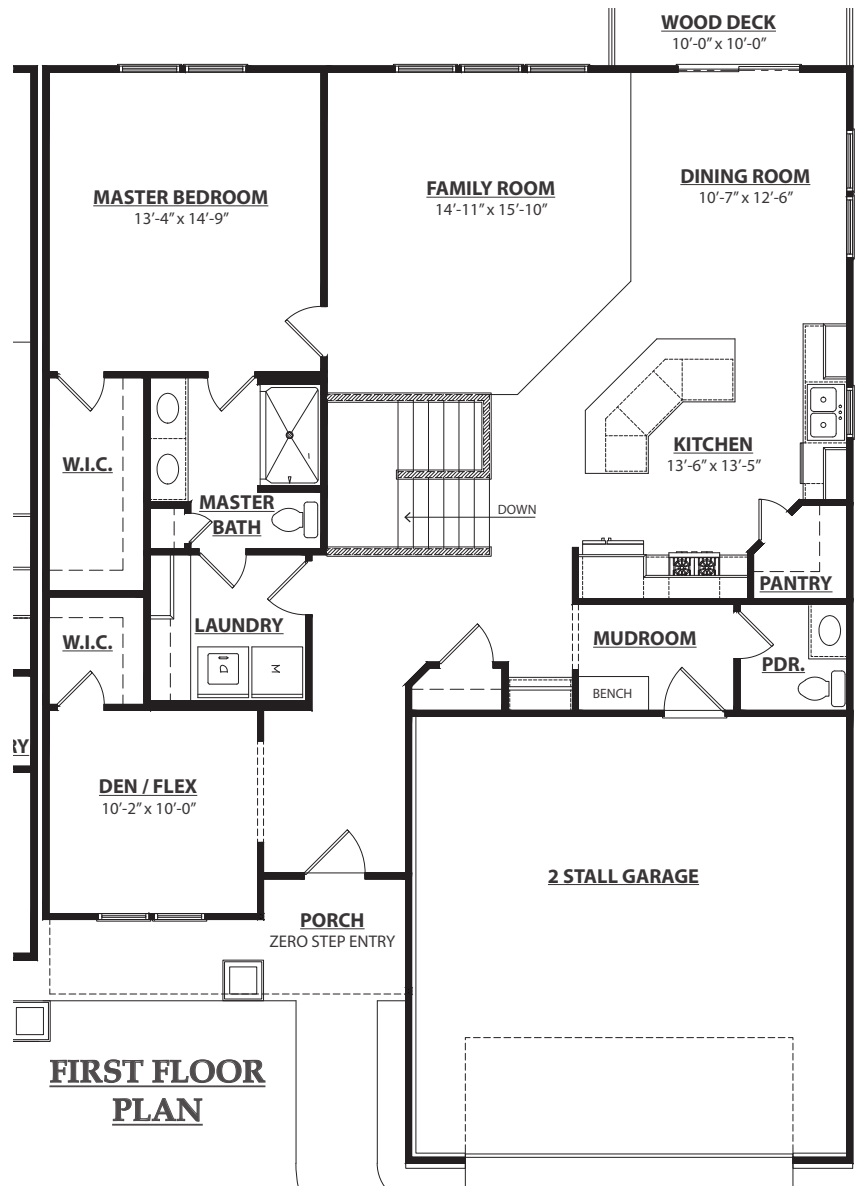 WOOD DECK
10'-0" x 10'-0"
MASTER BEDROOM
13'-4" x 14'-9"
FAMILY ROOM
14'-11" x 15'-10"
DINING ROOM
10'-7" x 12'-6"
W.I.C.
KITCHEN
13'-6" x 13'-5"
MASTER
BATH
DOWN
PANTRY
LAUNDRY
W.I.C.
MUDROOM
PDR.
D
M
BENCH
RY
DEN / FLEX
10'-2" x 10'-0"
2 STALL GARAGE
PORCH
ZERO STEP ENTRY
FIRST FLOOR
PLAN